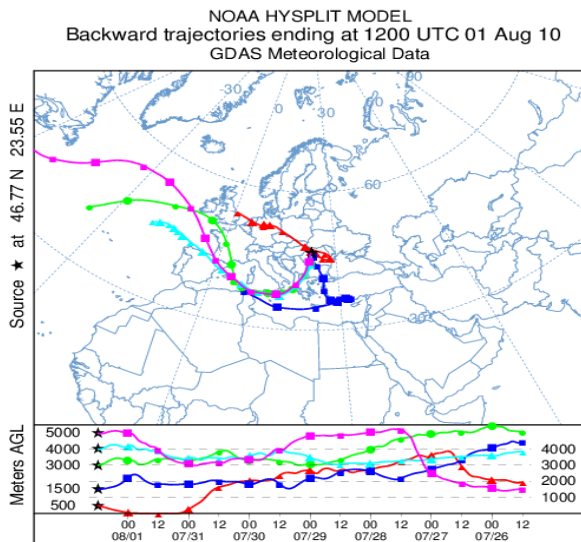 NOAA HYSPLIT MODEL
Backward trajectories ending at 1200 UTC 01 Aug 10
GDAS Meteorological Data
Source ★ at 46.77 N 23.55 E
30
0
30
60
90
60
30
Meters AGL
5000
4000
3000
1500
500
4000
3000
2000
1000
00 12 00 12 00 12 00 12 00 12 00 12 00 12
08/01 07/31 07/30 07/29 07/28 07/27 07/26